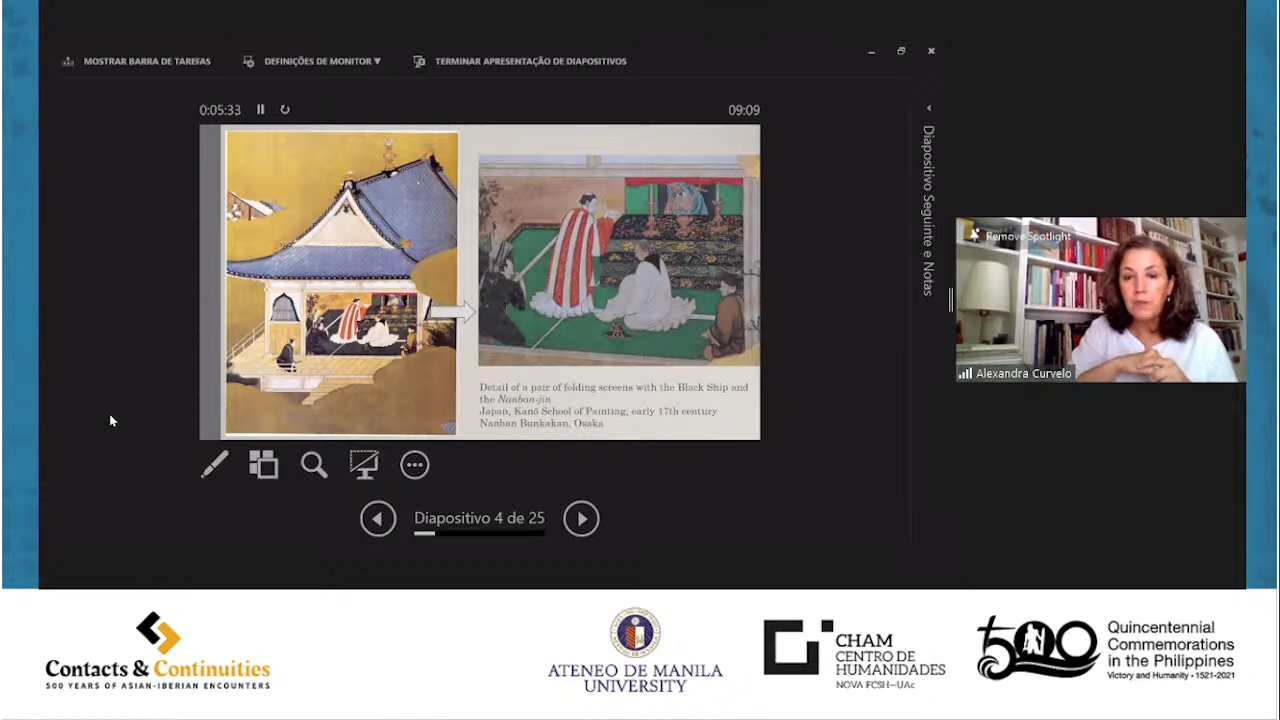 MOSTRAR BARRA DE TAREFAS
DEFINIÇÕES DE MONITOR ▼
TERMINAR APRESENTAÇÃO DE DIAPOSITIVOS
0:05:33
09:09
Diapositivo Seguinte e Notas
Detail of a pair of folding screens with the Black Ship and
the Nanban-jin
Japan, Kanō School of Painting, early 17th century
Nanban Bunkakan, Osaka
Diapositivo 4 de 25
Remove Spotlight
Alexandra Curvelo
Contacts & Continuities
500 YEARS OF ASIAN-IBERIAN ENCOUNTERS
ATENEO DE MANILA
UNIVERSITY
CHAM
CENTRO DE
HUMANIDADES
NOVA FCSH—UAc
500
Quincentennial
Commemorations
in the Philippines
Victory and Humanity • 1521-2021